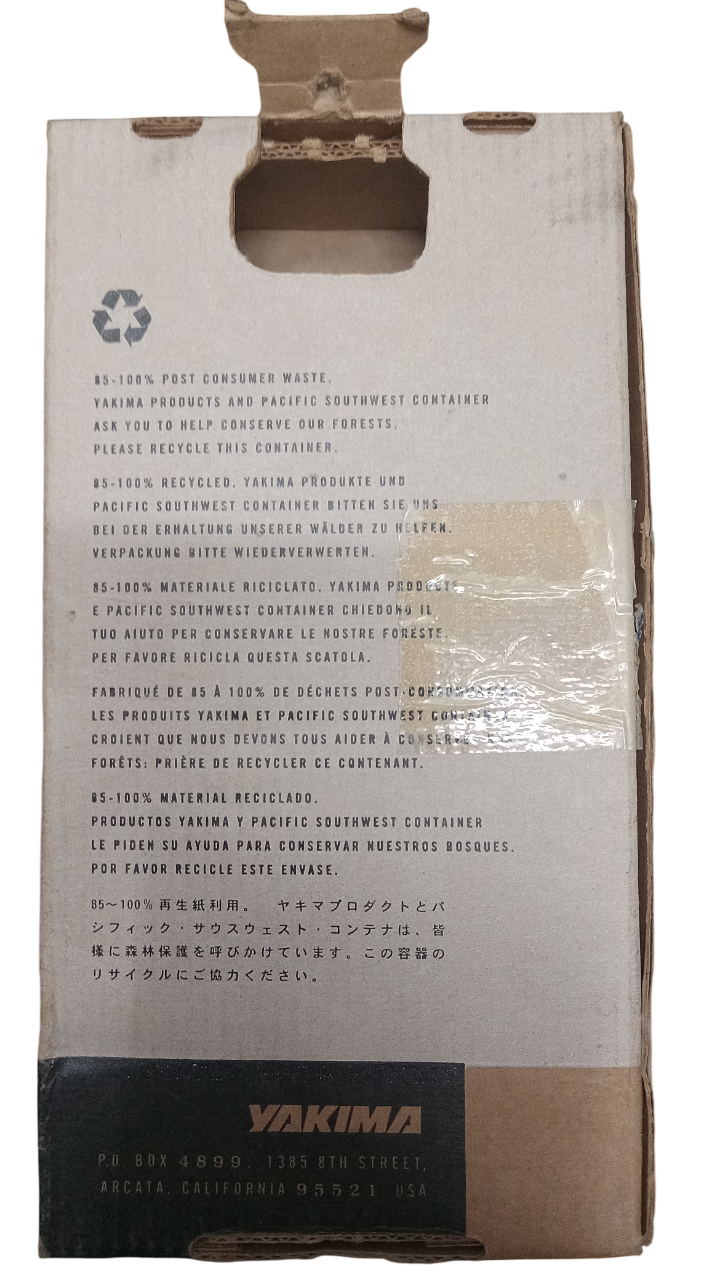 85-100% POST CONSUMER WASTE.
YAKIMA PRODUCTS AND PACIFIC SOUTHWEST CONTAINER
ASK YOU TO HELP CONSERVE OUR FORESTS.
PLEASE RECYCLE THIS CONTAINER.
85-100% RECYCLED. YAKIMA PRODUKTE UND
PACIFIC SOUTHWEST CONTAINER BITTEN SIE UNS
BEI DER ERHALTUNG UNSERER WÄLDER ZU HELFEN.
VERPACKUNG BITTE WIEDERVERWERTEN.
85-100% MATERIALE RICICLATO. YAKIMA PRODUCTS
E PACIFIC SOUTHWEST CONTAINER CHIEDONO IL
TUO AIUTO PER CONSERVARE LE NOSTRE FORESTE.
PER FAVORE RICICLA QUESTA SCATOLA.
FABRIQUÉ DE 85 À 100% DE DÉCHETS POST-CONSOMMATION.
LES PRODUITS YAKIMA ET PACIFIC SOUTHWEST CONTAINER
CROIENT QUE NOUS DEVONS TOUS AIDER À CONSERVER
FORÊTS: PRIÈRE DE RECYCLER CE CONTENANT.
85-100% MATERIAL RECICLADO.
PRODUCTOS YAKIMA Y PACIFIC SOUTHWEST CONTAINER
LE PIDEN SU AYUDA PARA CONSERVAR NUESTROS BOSQUES.
POR FAVOR RECICLE ESTE ENVASE.
85～100%再生紙利用。 ヤキマプロダクトとパ
シフィック・サウスウェスト・コンテナは、皆
様に森林保護を呼びかけています。この容器の
リサイクルにご協力ください。
YAKIMA
P.O. BOX 4899, 1385 8TH STREET,
ARCATA, CALIFORNIA 95521 USA